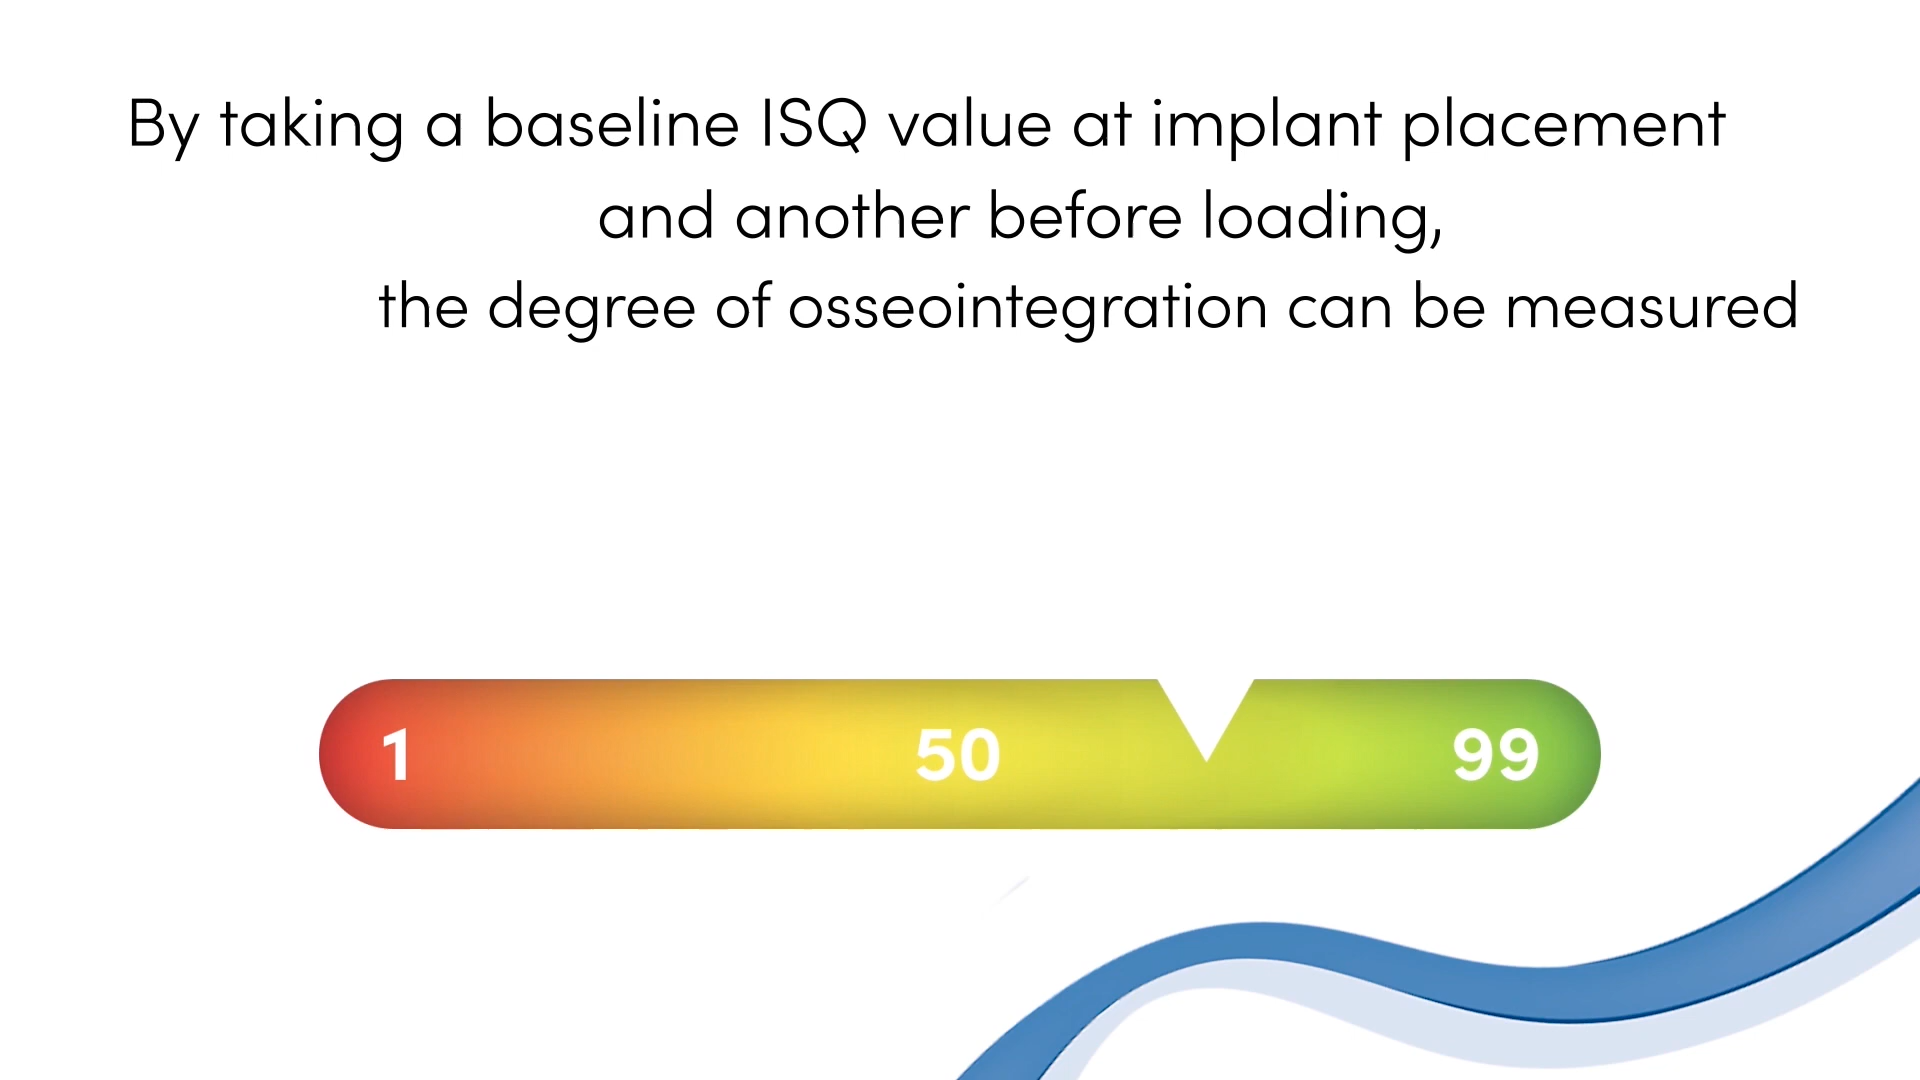 By taking a baseline ISQ value at implant placement
and another before loading,
the degree of osseointegration can be measured
1 50 99